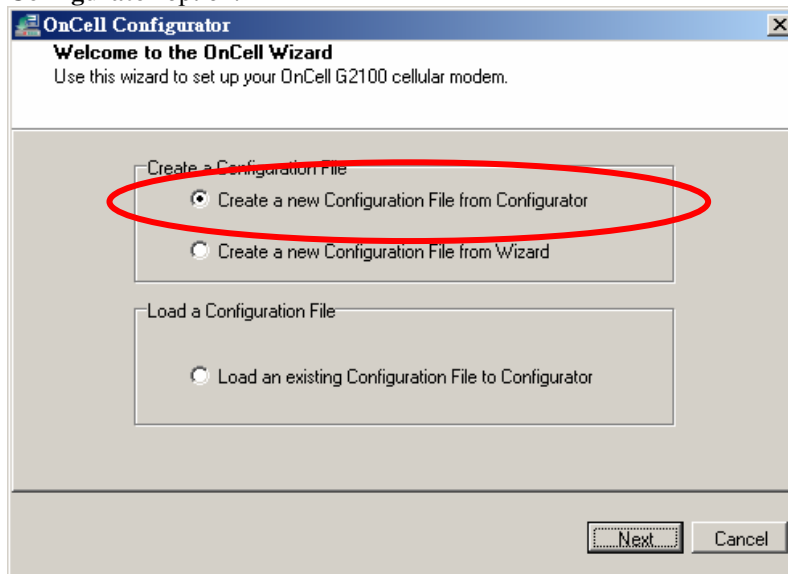 OnCell Configurator
Welcome to the OnCell Wizard
Use this wizard to set up your OnCell G2100 cellular modem.
Create a Configuration File
Create a new Configuration File from Configurator
Create a new Configuration File from Wizard
Load a Configuration File
Load an existing Configuration File to Configurator
Next Cancel